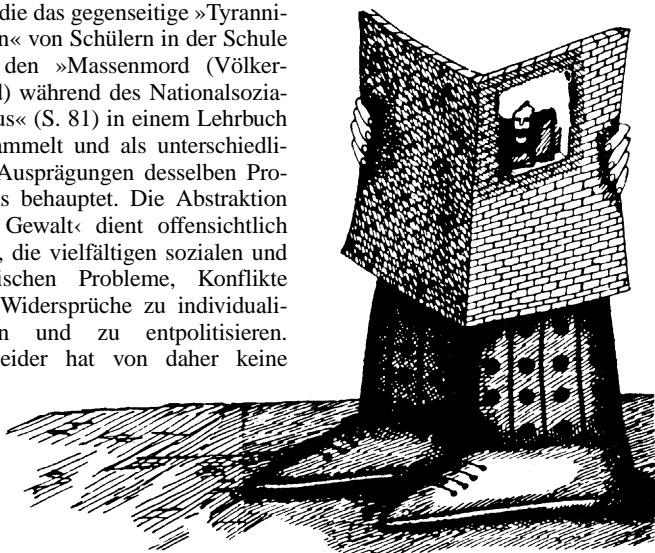 die das gegenseitige »Tyranni-
n« von Schülern in der Schule
den »Massenmord (Völker-
d) während des Nationalsozia-
us« (S. 81) in einem Lehrbuch
ammelt und als unterschiedli-
Ausprägungen desselben Pro-
s behauptet. Die Abstraktion
Gewalt‹ dient offensichtlich
, die vielfältigen sozialen und
ischen Probleme, Konflikte
Widersprüche zu individuali-
n und zu entpolitisieren.
eider hat von daher keine